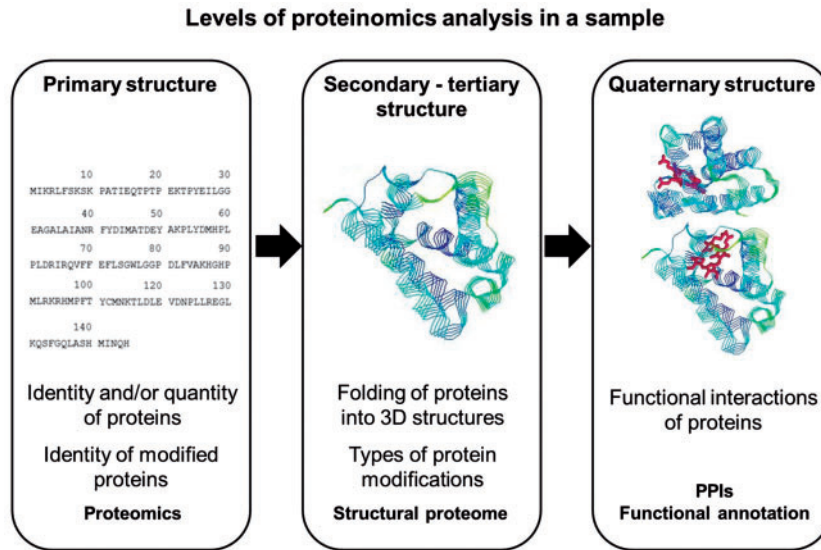 Levels of proteinomics analysis in a sample
Primary structure
10 20 30
MIKRLFSKSK PATIEQTPTP EKTPYEILGG
40 50 60
EAGALAIANR FYDIMATDEY AKPLYDMHPL
70 80 90
PLDRIRQVFF EFLSGWLGGP DLFVAKHGHP
100 120 130
MLRKRHMPFT YCMNKTLDLE VDNPLLREGL
140
KQSFGQLASH MINQH
Identity and/or quantity
of proteins
Identity of modified
proteins
Proteomics
Secondary - tertiary
structure
Folding of proteins
into 3D structures
Types of protein
modifications
Structural proteome
Quaternary structure
Functional interactions
of proteins
PPIs
Functional annotation